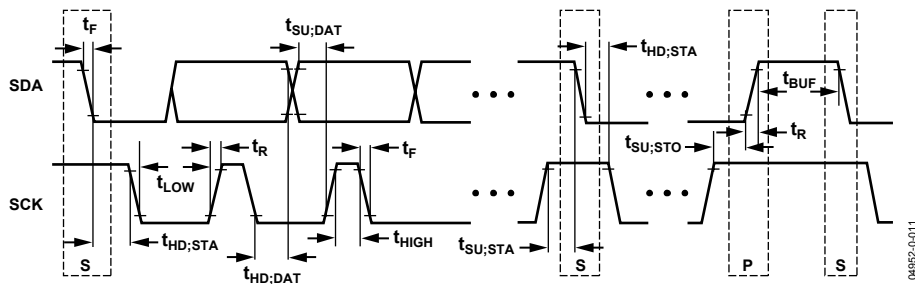 tF
tSU;DAT
tHD;STA
SDA
tBUF
tR
tF
tSU;STO
tR
tLOW
SCK
tHD;STA
tHD;DAT
tHIGH
tSU;STA
S
S
P
S
04952-0-011